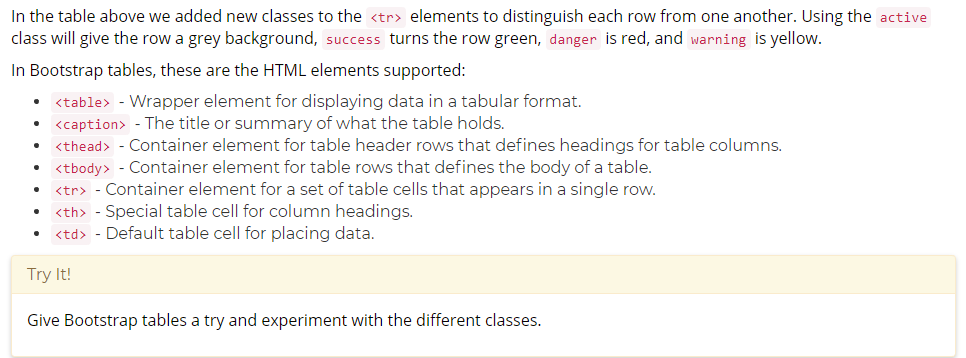 In the table above we added new classes to the <tr> elements to distinguish each row from one another. Using the active
class will give the row a grey background, success turns the row green, danger is red, and warning is yellow.
In Bootstrap tables, these are the HTML elements supported:
• <table> - Wrapper element for displaying data in a tabular format.
• <caption> - The title or summary of what the table holds.
• <thead> - Container element for table header rows that defines headings for table columns.
• <tbody> - Container element for table rows that defines the body of a table.
• <tr> - Container element for a set of table cells that appears in a single row.
• <th> - Special table cell for column headings.
• <td> - Default table cell for placing data.
Try It!
Give Bootstrap tables a try and experiment with the different classes.